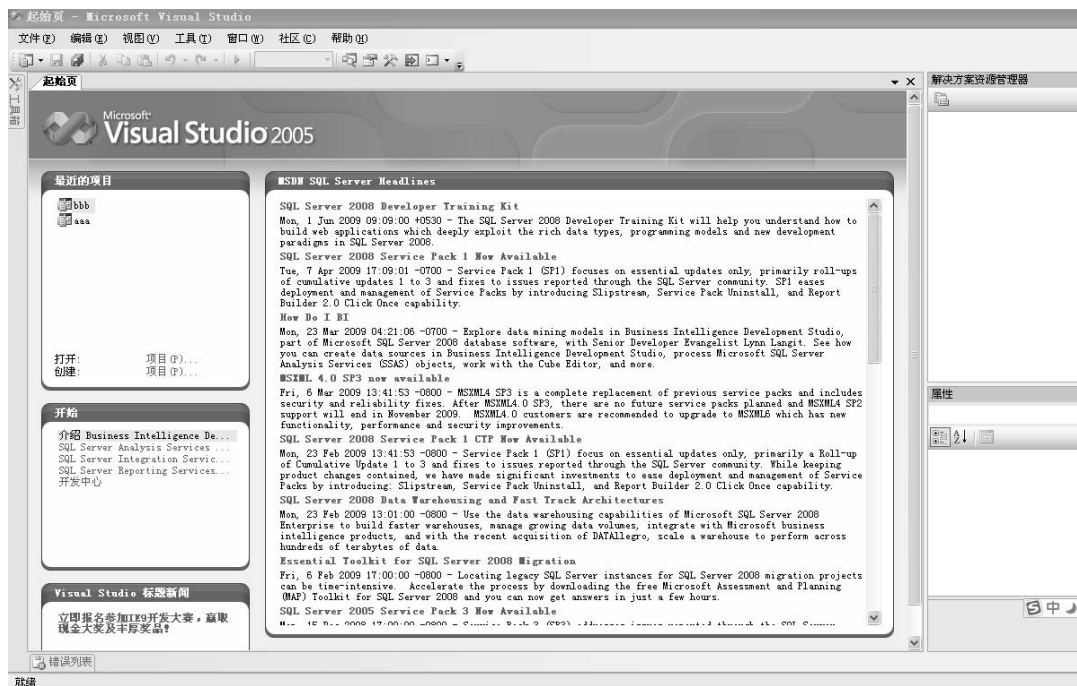 起始页 - Microsoft Visual Studio
文件(F) 编辑(E) 视图(V) 工具(T) 窗口(W) 社区(C) 帮助(H)
工具箱
起始页
Microsoft
Visual Studio 2005
最近的项目
bbb
aaa
打开: 项目(P)...
创建: 项目(P)...
开始
介绍 Business Intelligence De...
SQL Server Analysis Services ...
SQL Server Integration Servic...
SQL Server Reporting Services...
开发中心
Visual Studio 标题新闻
立即报名参加IE9开发大赛，赢取
现金大奖及丰厚奖品！
MSDN SQL Server Headlines
SQL Server 2008 Developer Training Kit
Mon, 1 Jun 2009 09:09:00 +0530 - The SQL Server 2008 Developer Training Kit will help you understand how to
build web applications which deeply exploit the rich data types, programming models and new development
paradigms in SQL Server 2008.
SQL Server 2008 Service Pack 1 Now Available
Tue, 7 Apr 2009 17:09:01 -0700 - Service Pack 1 (SP1) focuses on essential updates only, primarily roll-ups
of cumulative updates 1 to 3 and fixes to issues reported through the SQL Server community. SP1 eases
deployment and management of Service Packs by introducing Slipstream, Service Pack Uninstall, and Report
Builder 2.0 Click Once capability.
How Do I BI
Mon, 23 Mar 2009 04:21:06 -0700 - Explore data mining models in Business Intelligence Development Studio,
part of Microsoft SQL Server 2008 database software, with Senior Developer Evangelist Lynn Langit. See how
you can create data sources in Business Intelligence Development Studio, process Microsoft SQL Server
Analysis Services (SSAS) objects, work with the Cube Editor, and more.
MSXML 4.0 SP3 now available
Fri, 6 Mar 2009 13:41:53 -0800 - MSXML4 SP3 is a complete replacement of previous service packs and includes
security and reliability fixes. After MSXML4.0 SP3, there are no future service packs planned and MSXML4 SP2
support will end in November 2009. MSXML4.0 customers are recommended to upgrade to MSXML6 which has new
functionality, performance and security improvements.
SQL Server 2008 Service Pack 1 CTP Now Available
Mon, 23 Feb 2009 13:41:53 -0800 - Service Pack 1 (SP1) focus on essential updates only, primarily a Roll-up
of Cumulative Update 1 to 3 and fixes to issues reported through the SQL Server community. While keeping
product changes contained, we have made significant investments to ease deployment and management of Service
Packs by introducing: Slipstream, Service Pack Uninstall, and Report Builder 2.0 Click Once capability.
SQL Server 2008 Data Warehousing and Fast Track Architectures
Mon, 23 Feb 2009 13:01:00 -0800 - Use the data warehousing capabilities of Microsoft SQL Server 2008
Enterprise to build faster warehouses, manage growing data volumes, integrate with Microsoft business
intelligence products, and with the recent acquisition of DATAllegro, scale a warehouse to perform across
hundreds of terabytes of data.
Essential Toolkit for SQL Server 2008 Migration
Fri, 6 Feb 2009 17:00:00 -0800 - Locating legacy SQL Server instances for SQL Server 2008 migration projects
can be time-intensive. Accelerate the process by downloading the free Microsoft Assessment and Planning
(MAP) Toolkit for SQL Server 2008 and you can now get answers in just a few hours.
SQL Server 2005 Service Pack 3 Now Available
解决方案资源管理器
属性
中
错误列表
就绪